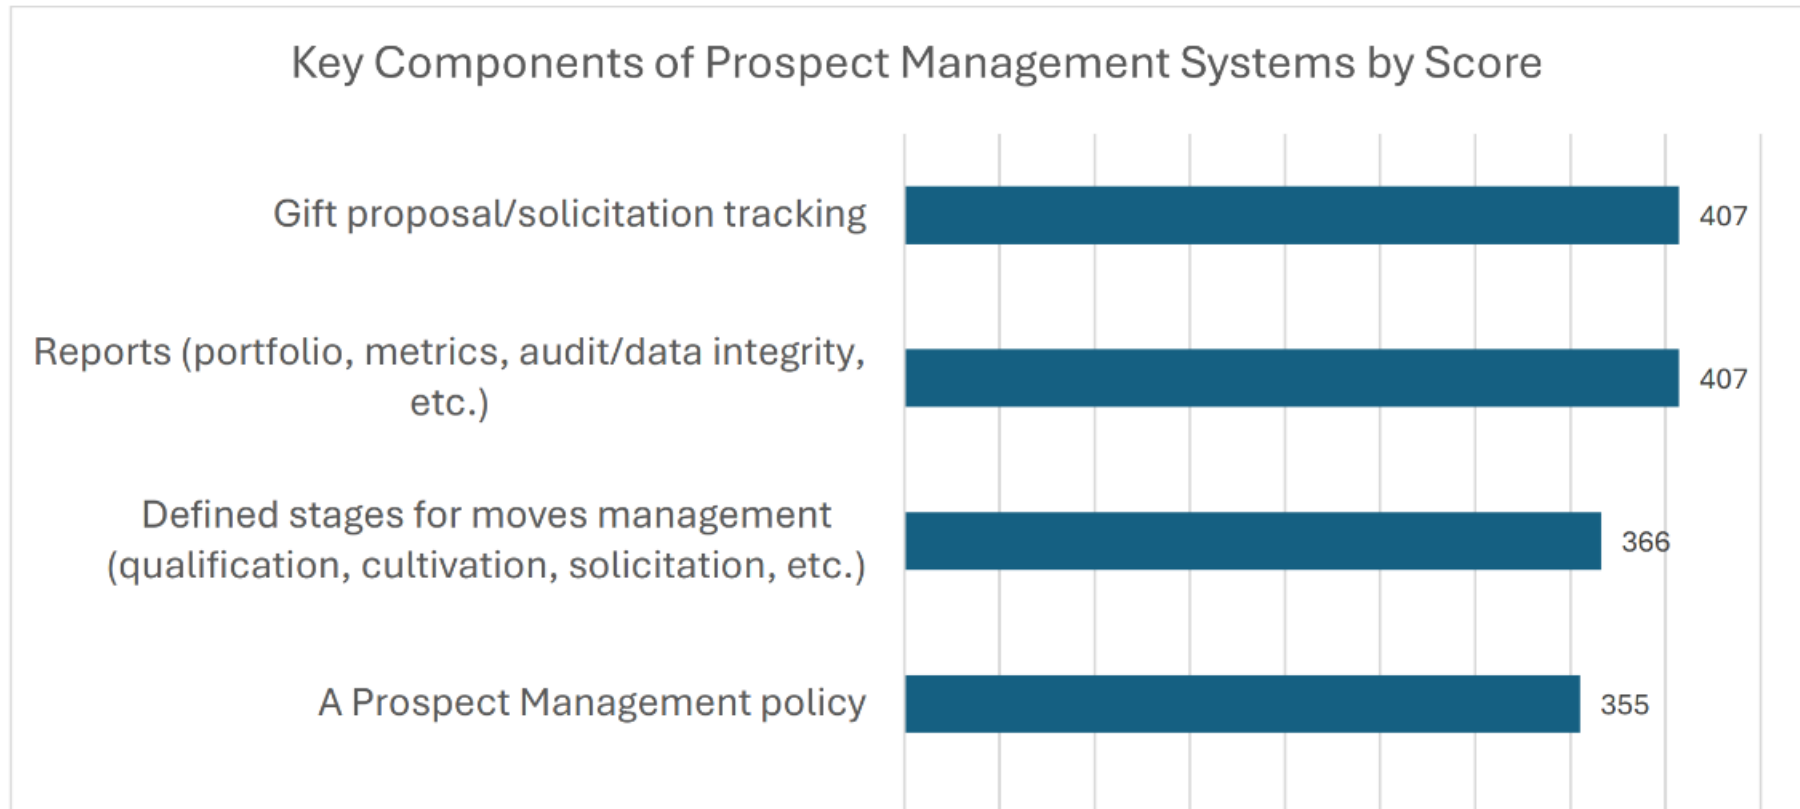 Key Components of Prospect Management Systems by Score
Gift proposal/solicitation tracking
407
Reports (portfolio, metrics, audit/data integrity,
etc.)
407
Defined stages for moves management
(qualification, cultivation, solicitation, etc.)
366
A Prospect Management policy
355